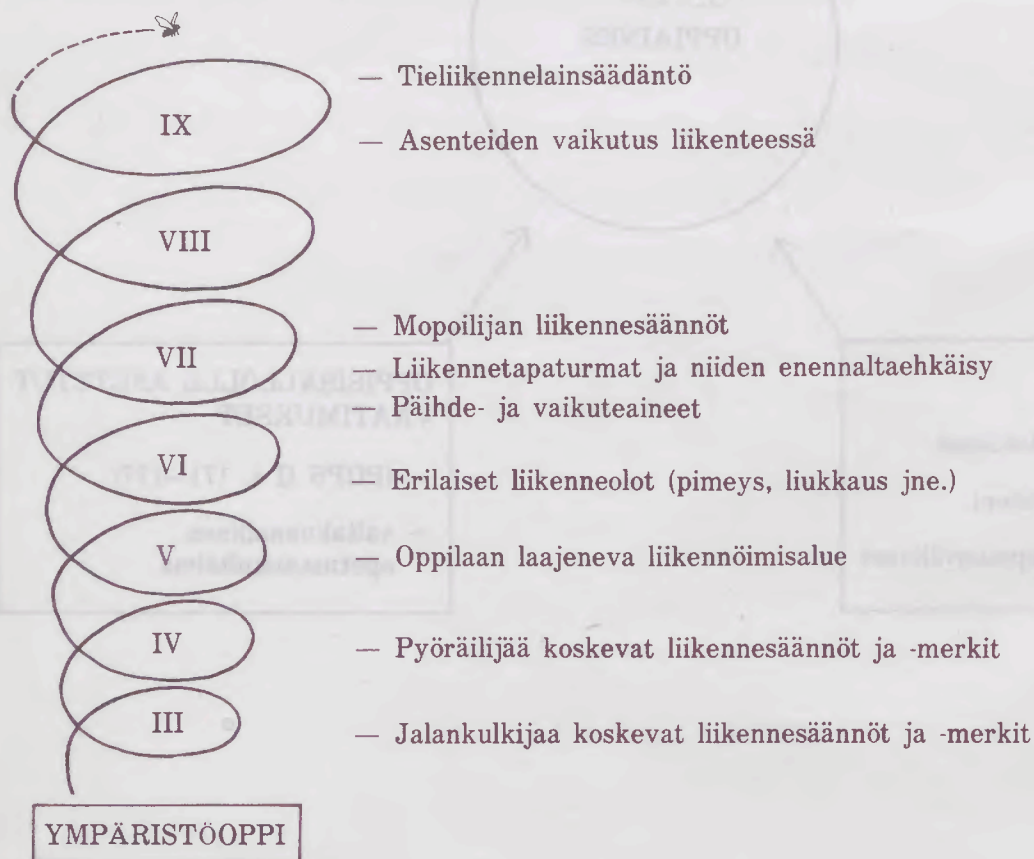 IX
— Tieliikennelainsäädäntö
— Asenteiden vaikutus liikenteessä
VIII
VII
— Mopoilijan liikennesäännöt
— Liikennetapaturmat ja niiden enennaltaehkäisy
— Päihde- ja vaikuteaineet
VI
— Erilaiset liikenneolot (pimeys, liukkaus jne.)
V
— Oppilaan laajeneva liikennöimisalue
IV
— Pyöräilijää koskevat liikennesäännöt ja -merkit
III
— Jalankulkijaa koskevat liikennesäännöt ja -merkit
YMPÄRISTÖOPPI